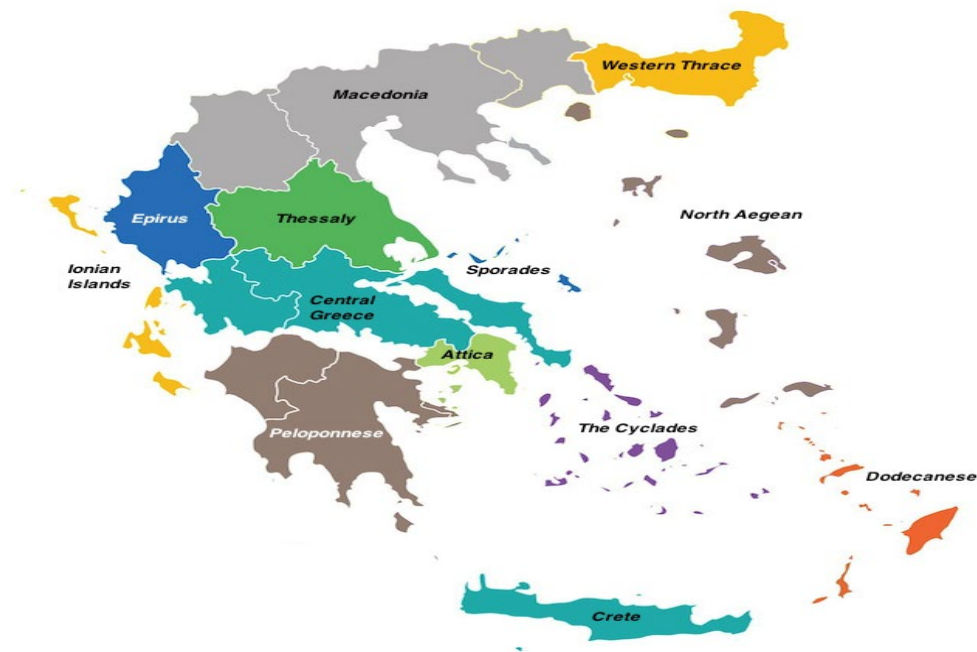 Western Thrace
Macedonia
North Aegean
Epirus
Thessaly
Ionian
Islands
Sporades
Central
Greece
Attica
The Cyclades
Peloponnese
Dodecanese
Crete